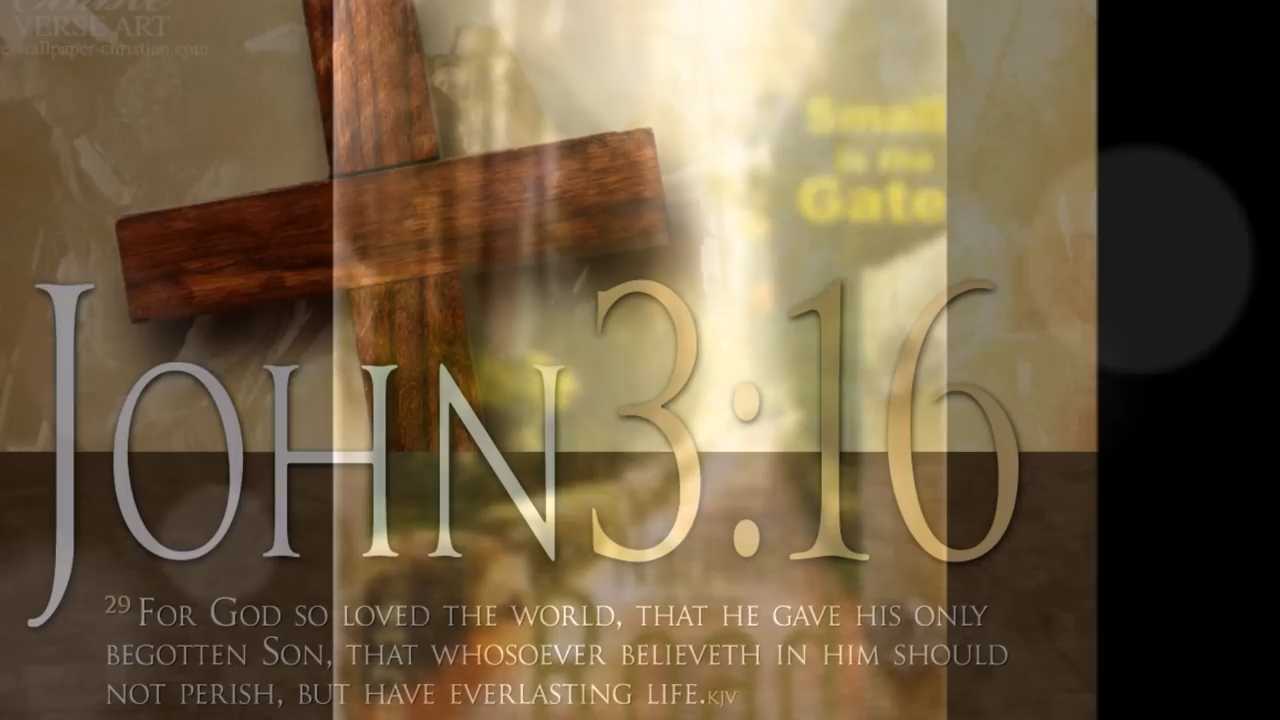 VERSE ART
Small
is the
Gate
JOHN 3:16
29 FOR GOD SO LOVED THE WORLD, THAT HE GAVE HIS ONLY
BEGOTTEN SON, THAT WHOSOEVER BELIEVETH IN HIM SHOULD
NOT PERISH, BUT HAVE EVERLASTING LIFE.KJV